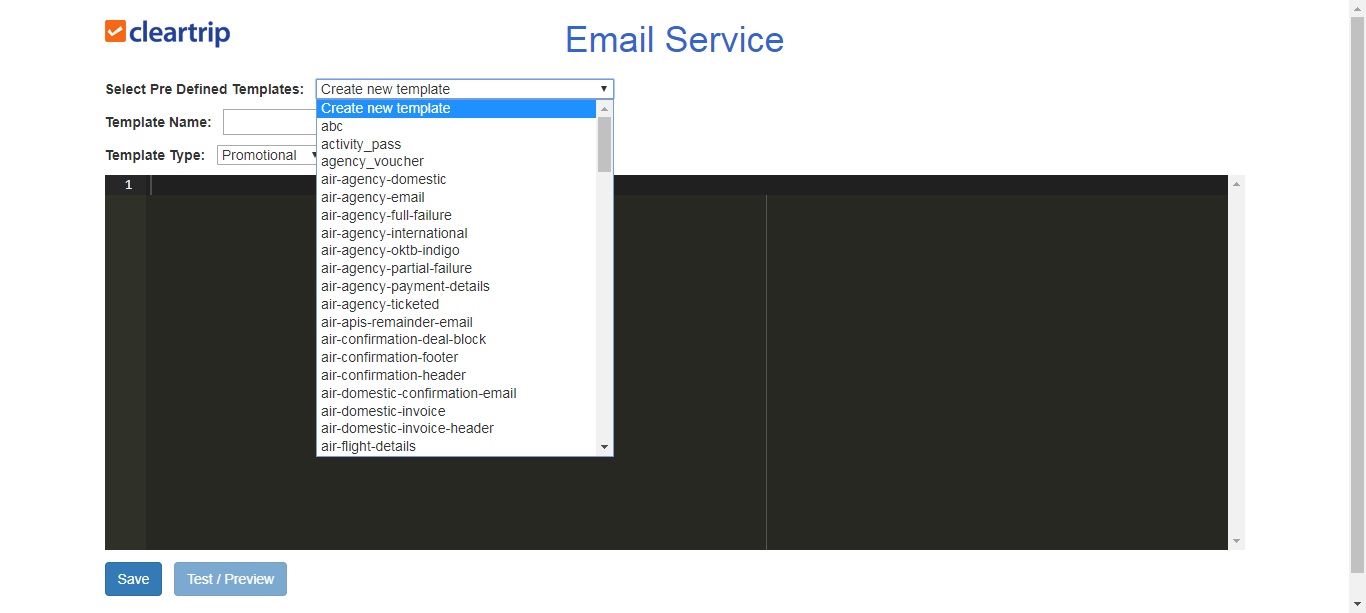 cleartrip
Email Service
Select Pre Defined Templates: Create new template
Create new template
Template Name:
abc
activity_pass
Template Type: Promotional
agency_voucher
air-agency-domestic
1
air-agency-email
air-agency-full-failure
air-agency-international
air-agency-oktb-indigo
air-agency-partial-failure
air-agency-payment-details
air-agency-ticketed
air-apis-remainder-email
air-confirmation-deal-block
air-confirmation-footer
air-confirmation-header
air-domestic-confirmation-email
air-domestic-invoice
air-domestic-invoice-header
air-flight-details
Save Test / Preview